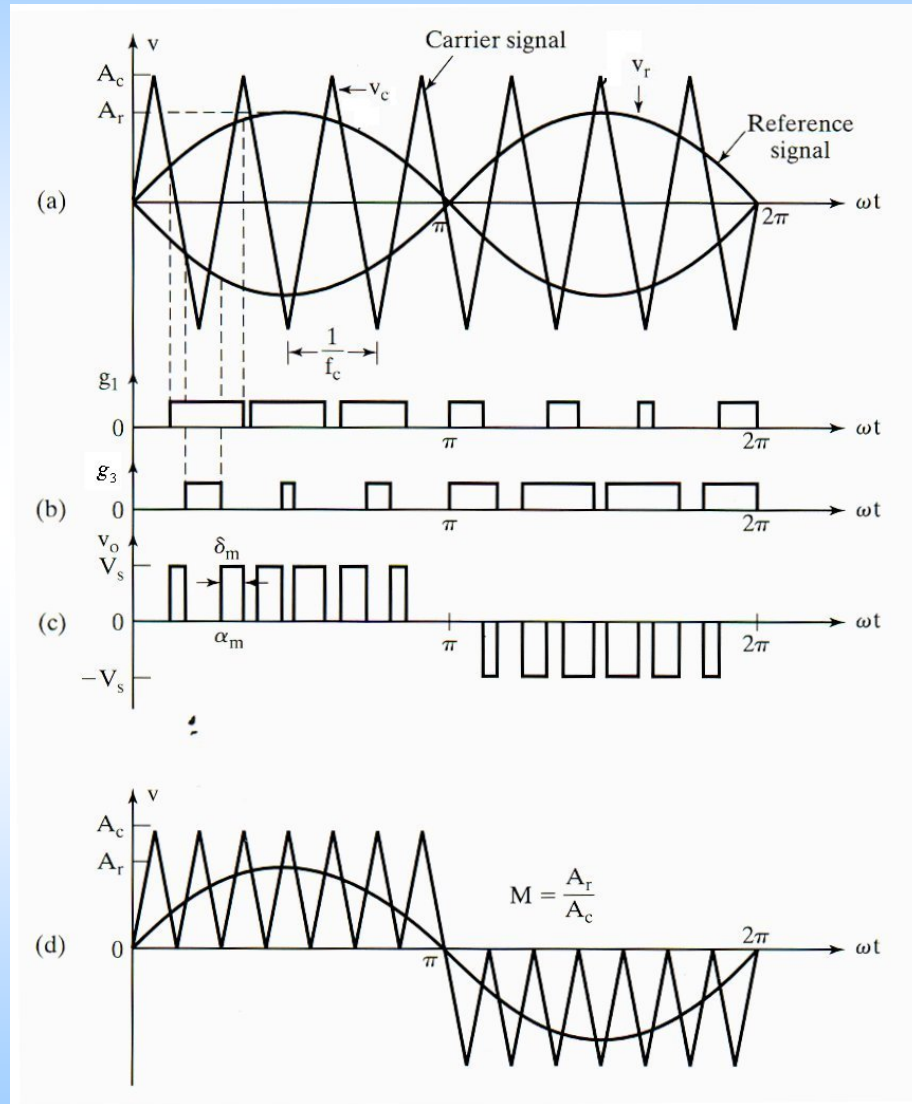 v
Carrier signal
A_c
v_r
v_c
A_r
Reference
signal
(a)
π
2π
ωt
1
f_c
g_1
0
π
2π
ωt
g_3
(b)
0
π
2π
ωt
v_o
δ_m
V_s
(c)
0
α_m
π
2π
ωt
−V_s
v
A_c
A_r
M = A_r
A_c
(d)
0
π
2π
ωt